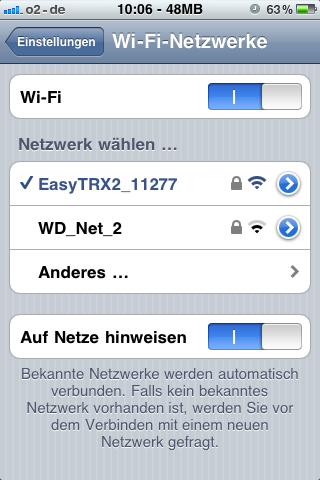 o2-de 10:06 - 48MB 63%
Einstellungen Wi-Fi-Netzwerke
Wi-Fi
Netzwerk wählen ...
EasyTRX2_11277
WD_Net_2
Anderes ...
Auf Netze hinweisen
Bekannte Netzwerke werden automatisch
verbunden. Falls kein bekanntes
Netzwerk vorhanden ist, werden Sie vor
dem Verbinden mit einem neuen
Netzwerk gefragt.